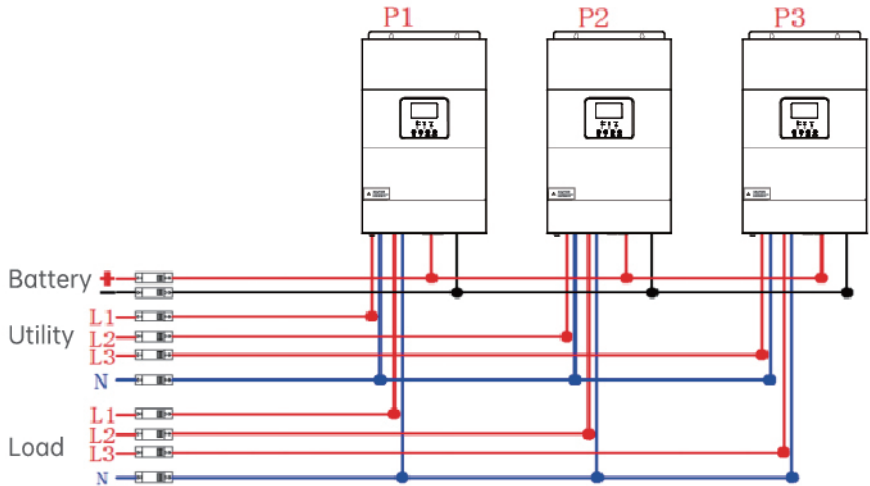 P1 P2 P3
Battery + −
Utility
L1
L2
L3
N
Load
L1
L2
L3
N